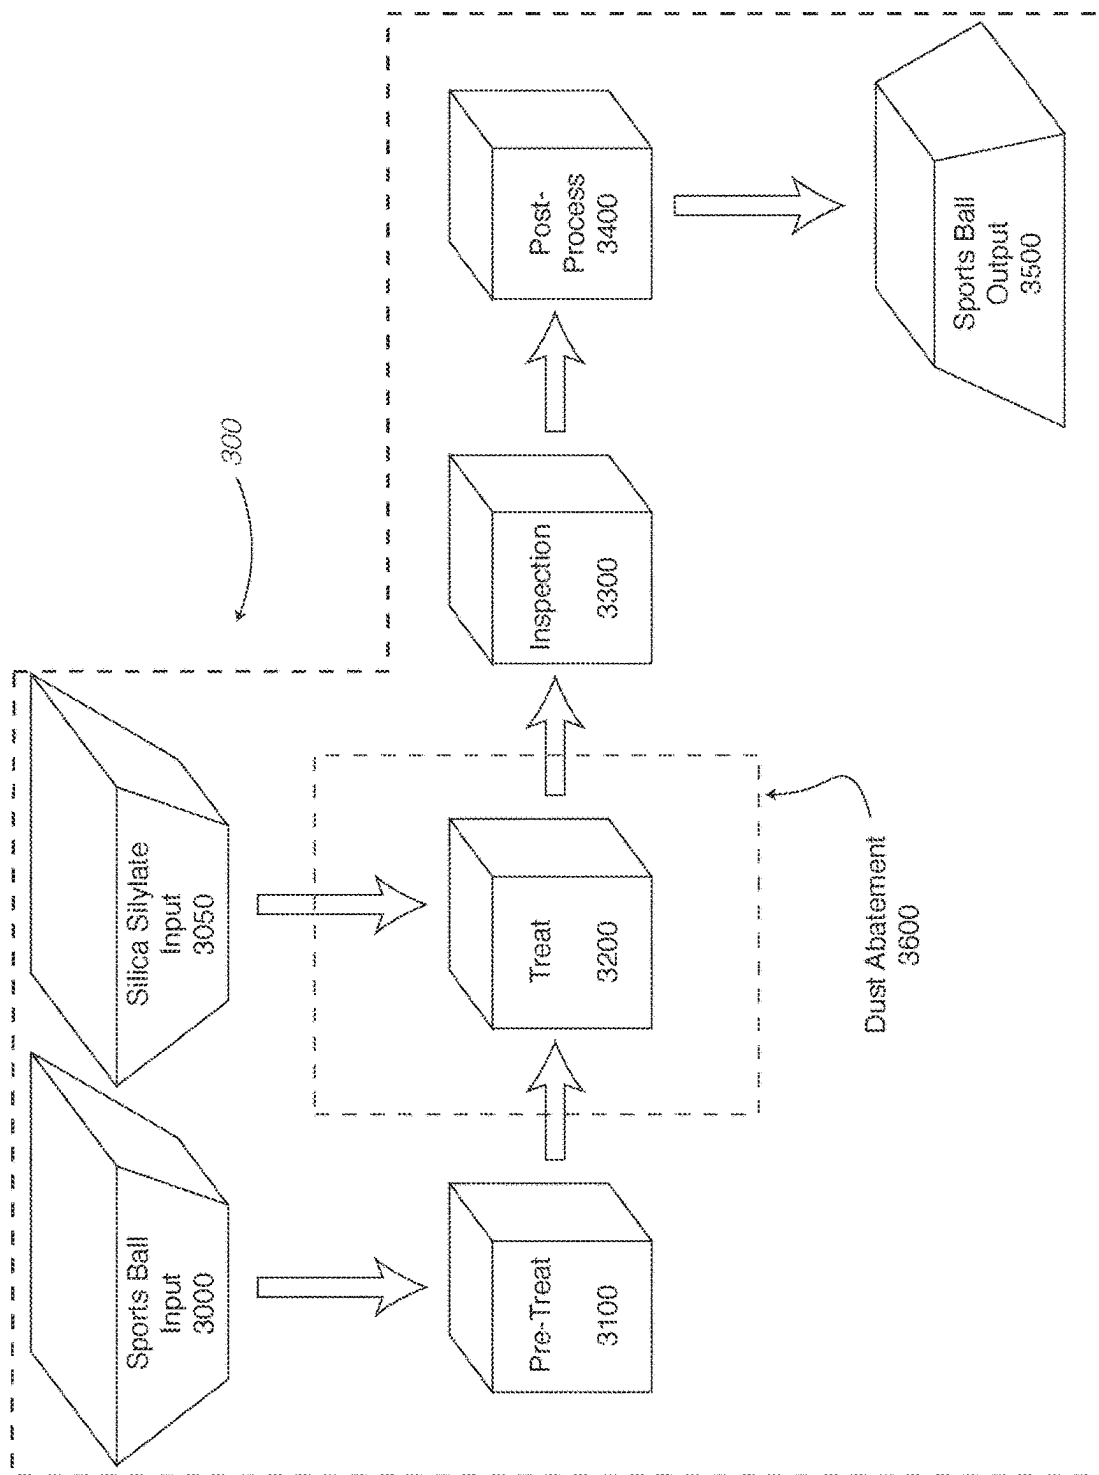 300
Sports Ball
Input
3000
Silica Silylate
Input
3050
Pre-Treat
3100
Treat
3200
Inspection
3300
Post-
Process
3400
Dust Abatement
3600
Sports Ball
Output
3500